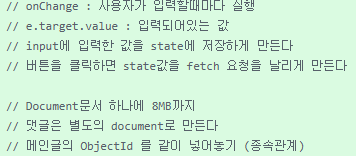 // onChange : 사용자가 입력할때마다 실행
// e.target.value : 입력되어있는 값
// input에 입력한 값을 state에 저장하게 만든다
// 버튼을 클릭하면 state값을 fetch 요청을 날리게 만든다
// Document문서 하나에 8MB까지
// 댓글은 별도의 document로 만든다
// 메인글의 ObjectId 를 같이 넣어놓기 (종속관계)